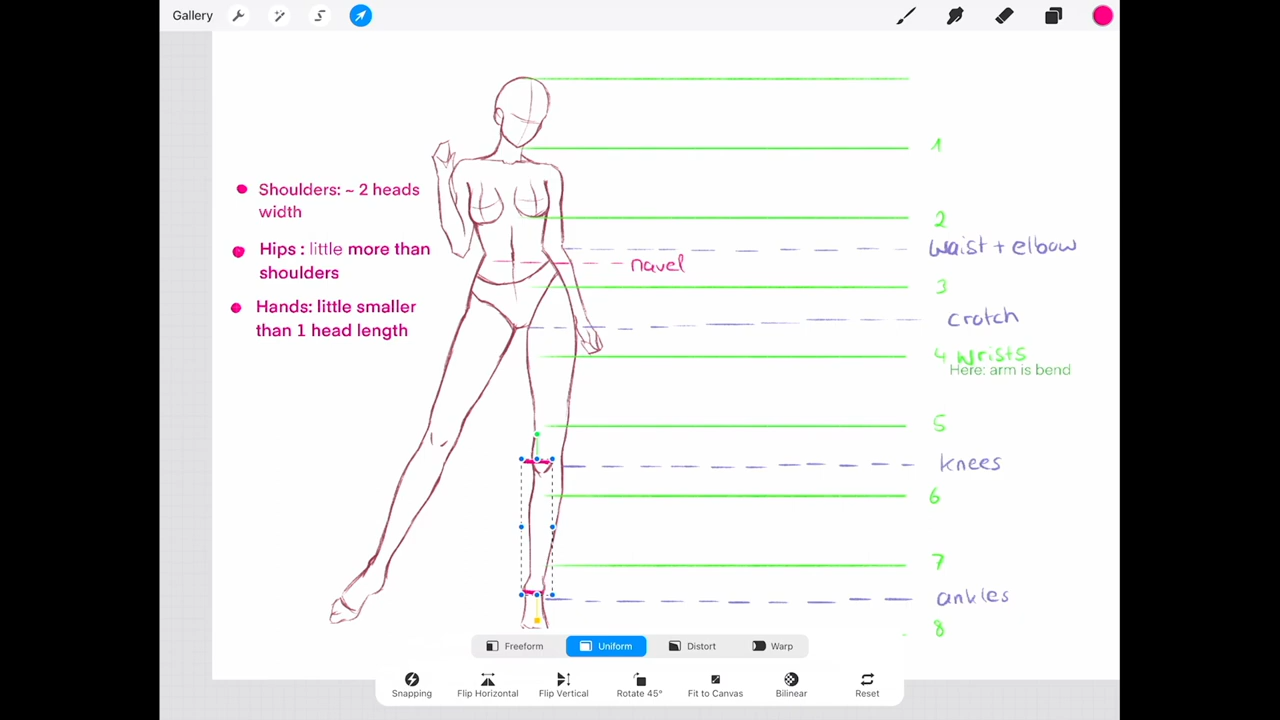 Gallery
1
Shoulders: ~ 2 heads
width
2
waist + elbow
Hips : little more than
shoulders
navel
3
Hands: little smaller
than 1 head length
crotch
4 wrists
Here: arm is bend
5
knees
6
7
ankles
8
Freeform
Uniform
Distort
Warp
Snapping
Flip Horizontal
Flip Vertical
Rotate 45°
Fit to Canvas
Bilinear
Reset